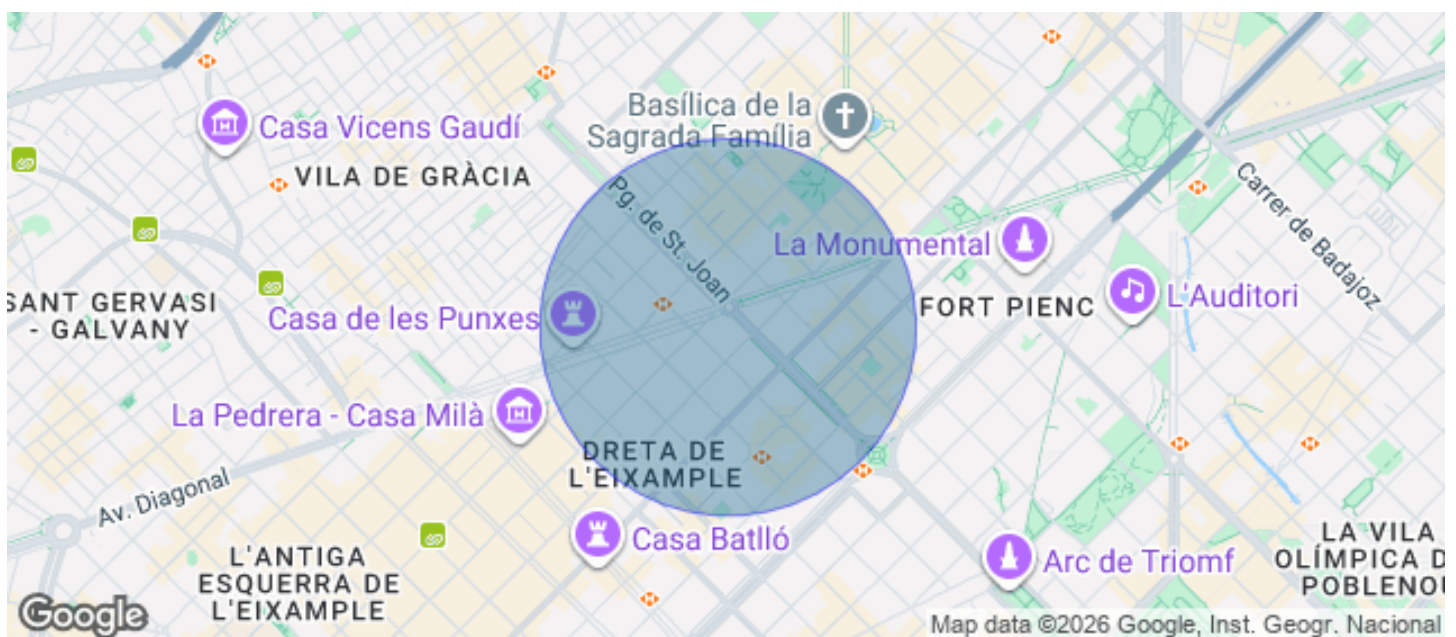 Basílica de la
Sagrada Família
Casa Vicens Gaudí
VILA DE GRÀCIA
Pg. de St. Joan
Carrer de Badajoz
La Monumental
SANT GERVASI
- GALVANY
Casa de les Punxes
FORT PIENC
L'Auditori
La Pedrera - Casa Milà
DRETA DE
L'EIXAMPLE
Av. Diagonal
Casa Batlló
L'ANTIGA
ESQUERRA DE
L'EIXAMPLE
Arc de Triomf
LA VILA
OLÍMPICA D
POBLENOU
Google
Map data ©2026 Google, Inst. Geogr. Nacional